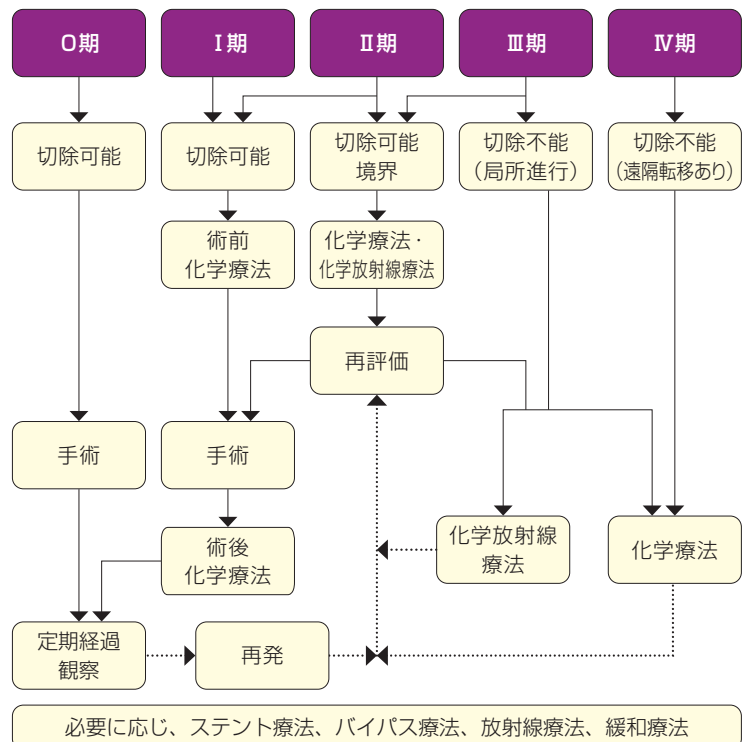 0期
Ⅰ期
Ⅱ期
Ⅲ期
Ⅳ期
切除可能
切除可能
切除可能
境界
切除不能
（局所進行）
切除不能
（遠隔転移あり）
術前
化学療法
化学療法・
化学放射線療法
再評価
手術
手術
術後
化学療法
化学放射線
療法
化学療法
定期経過
観察
再発
必要に応じ、ステント療法、バイパス療法、放射線療法、緩和療法